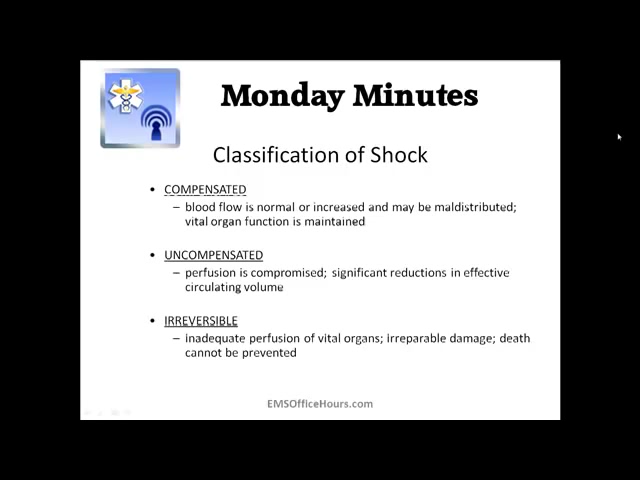 Monday Minutes
Classification of Shock
• COMPENSATED
– blood flow is normal or increased and may be maldistributed;
vital organ function is maintained
• UNCOMPENSATED
– perfusion is compromised; significant reductions in effective
circulating volume
• IRREVERSIBLE
– inadequate perfusion of vital organs; irreparable damage; death
cannot be prevented
EMSOfficeHours.com